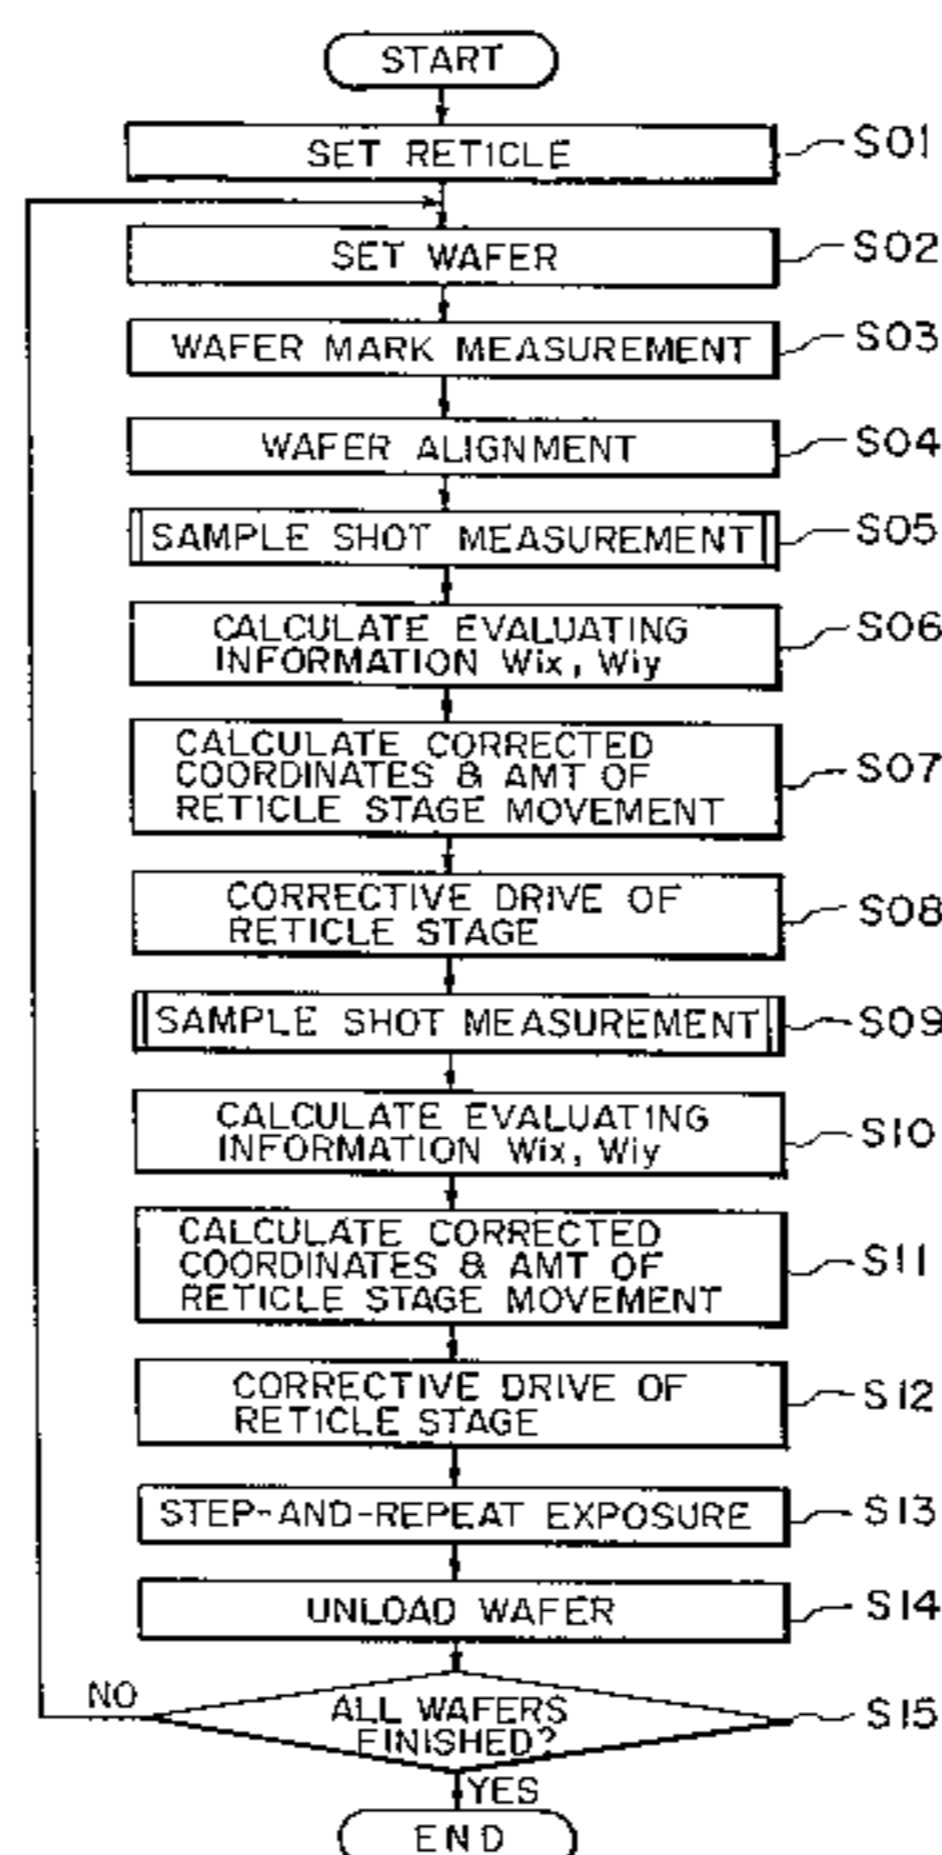 START
SET RETICLE
S01
SET WAFER
S02
WAFER MARK MEASUREMENT
S03
WAFER ALIGNMENT
S04
SAMPLE SHOT MEASUREMENT
S05
CALCULATE EVALUATING
INFORMATION Wix, Wiy
S06
CALCULATE CORRECTED
COORDINATES & AMT OF
RETICLE STAGE MOVEMENT
S07
CORRECTIVE DRIVE OF
RETICLE STAGE
S08
SAMPLE SHOT MEASUREMENT
S09
CALCULATE EVALUATING
INFORMATION Wix, Wiy
S10
CALCULATE CORRECTED
COORDINATES & AMT OF
RETICLE STAGE MOVEMENT
S11
CORRECTIVE DRIVE OF
RETICLE STAGE
S12
STEP-AND-REPEAT EXPOSURE
S13
UNLOAD WAFER
S14
NO
ALL WAFERS
FINISHED?
S15
YES
END